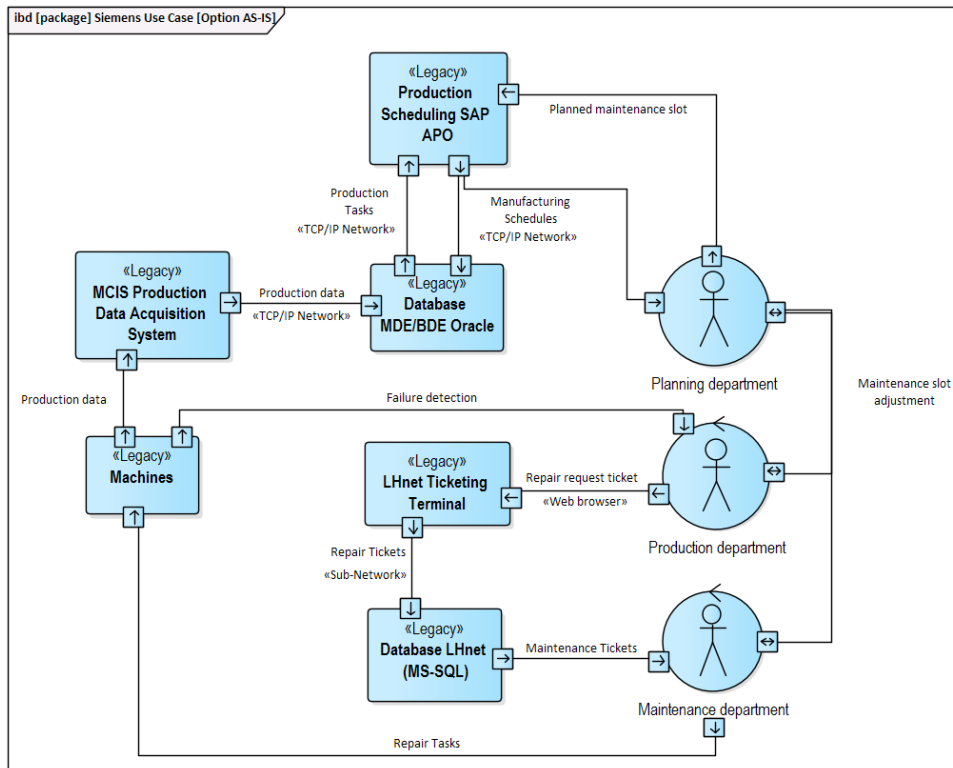 ibd [package] Siemens Use Case [Option AS-IS]
«Legacy»
Production
Scheduling SAP
APO
Planned maintenance slot
Production
Tasks
«TCP/IP Network»
Manufacturing
Schedules
«TCP/IP Network»
«Legacy»
MCIS Production
Data Acquisition
System
Production data
«TCP/IP Network»
«Legacy»
Database
MDE/BDE Oracle
Planning department
Maintenance slot
adjustment
Production data
Failure detection
«Legacy»
Machines
«Legacy»
LHnet Ticketing
Terminal
Repair request ticket
«Web browser»
Production department
Repair Tickets
«Sub-Network»
«Legacy»
Database LHnet
(MS-SQL)
Maintenance Tickets
Maintenance department
Repair Tasks